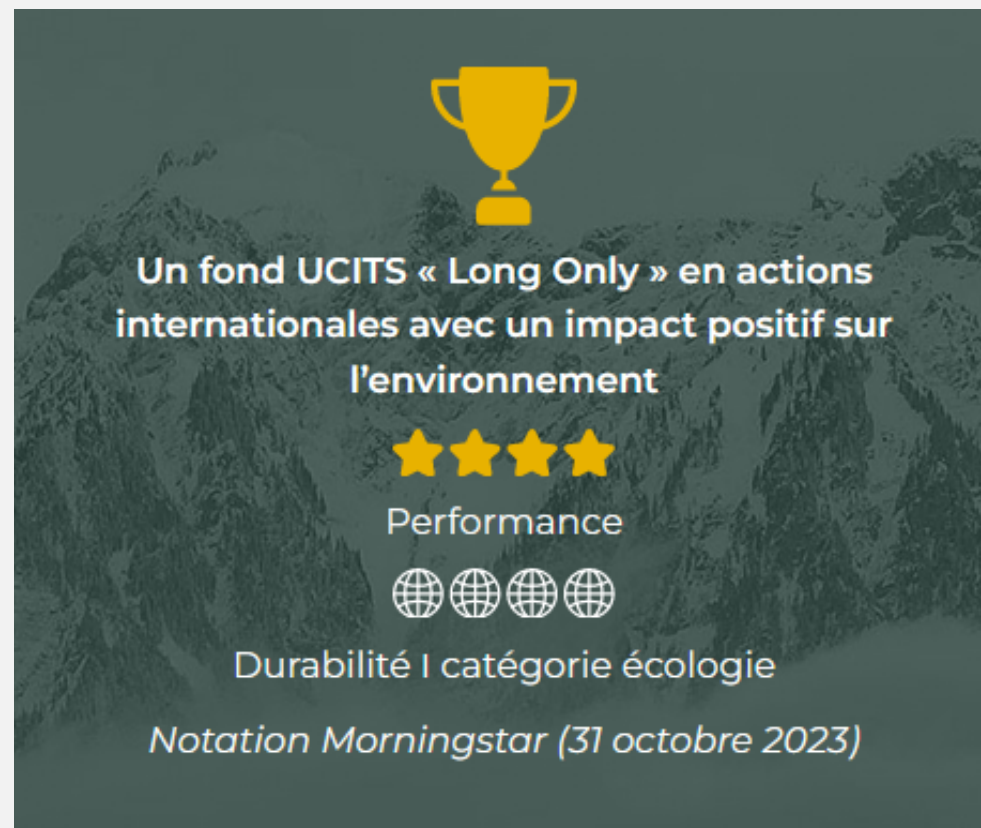 Un fond UCITS « Long Only » en actions
internationales avec un impact positif sur
l’environnement
Performance
Durabilité I catégorie écologie
Notation Morningstar (31 octobre 2023)